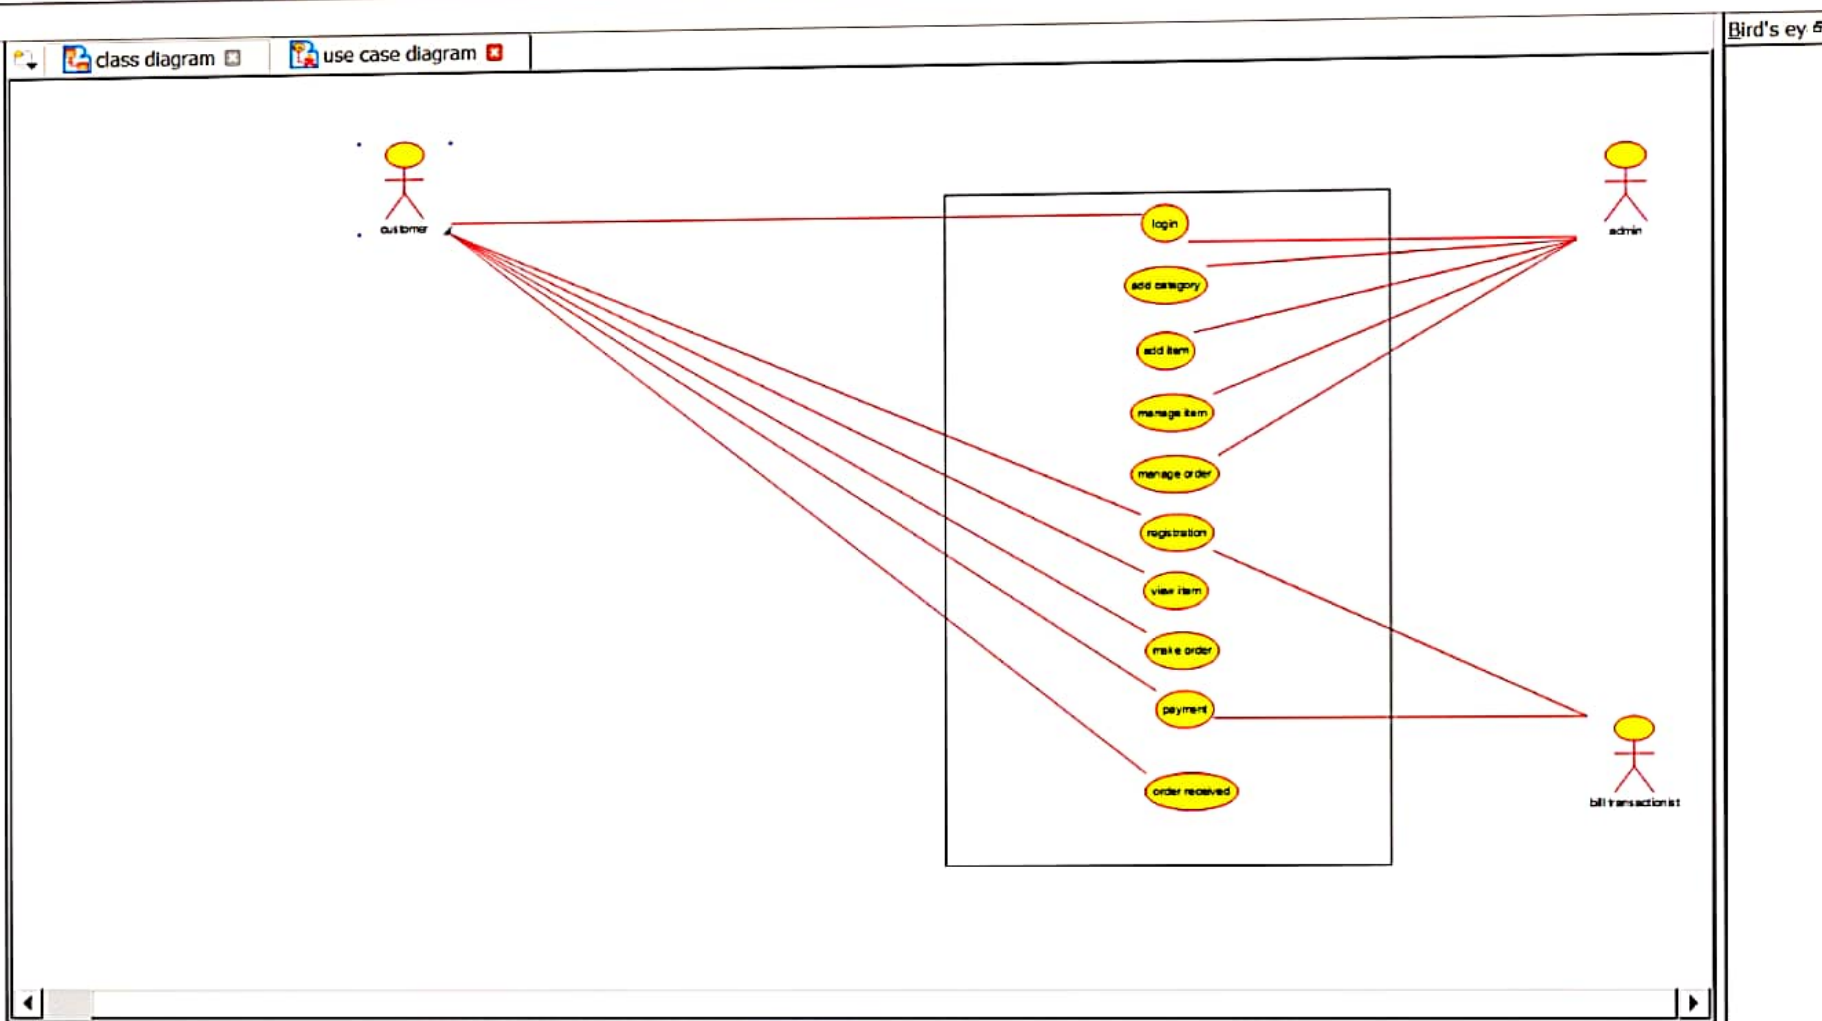 Bird's ey
class diagram
use case diagram
customer
admin
login
add category
add item
manage item
manage order
registration
view item
make order
payment
order received
bill transactionist